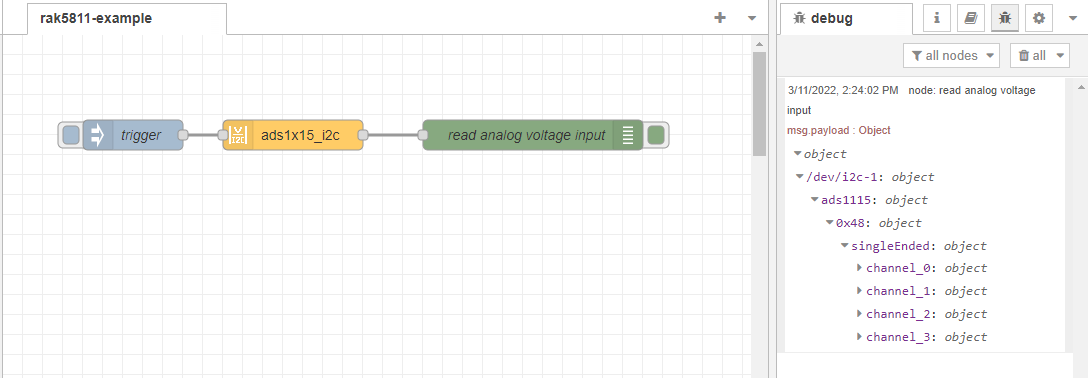 rak5811-example
debug
all nodes
all
trigger
ads1x15_i2c
read analog voltage input
3/11/2022, 2:24:02 PM node: read analog voltage
input
msg.payload : Object
object
/dev/i2c-1: object
ads1115: object
0x48: object
singleEnded: object
channel_0: object
channel_1: object
channel_2: object
channel_3: object